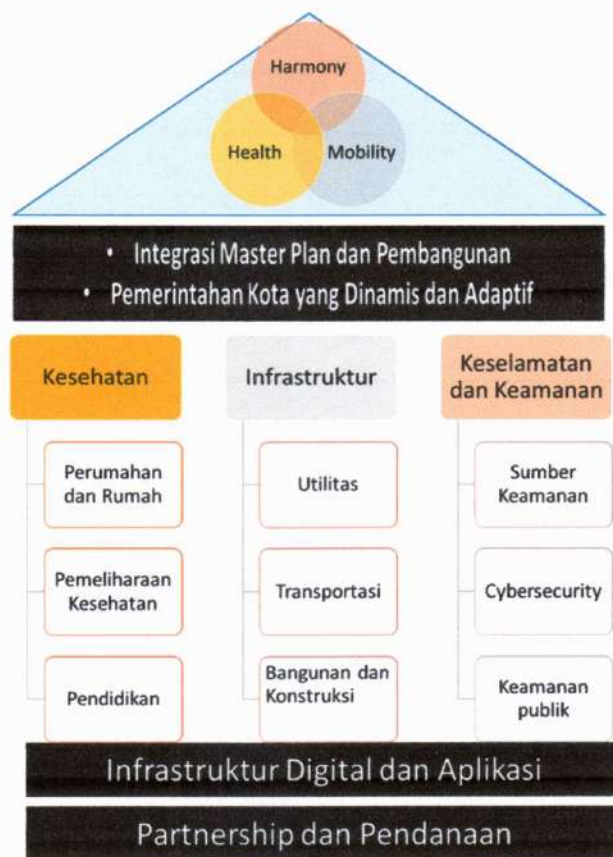 Harmony
Health
Mobility
• Integrasi Master Plan dan Pembangunan
• Pemerintahan Kota yang Dinamis dan Adaptif
Kesehatan
Perumahan
dan Rumah
Pemeliharaan
Kesehatan
Pendidikan
Infrastruktur
Utilitas
Transportasi
Bangunan dan
Konstruksi
Keselamatan
dan Keamanan
Sumber
Keamanan
Cybersecurity
Keamanan
publik
Infrastruktur Digital dan Aplikasi
Partnership dan Pendanaan